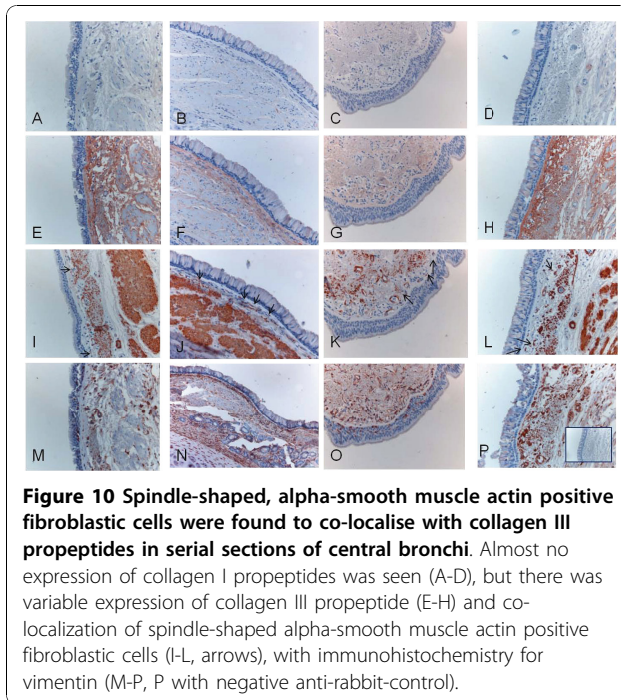 A B C D
E F G H
I J K L
M N O P
Figure 10 Spindle-shaped, alpha-smooth muscle actin positive
fibroblastic cells were found to co-localise with collagen III
propeptides in serial sections of central bronchi. Almost no
expression of collagen I propeptides was seen (A-D), but there was
variable expression of collagen III propeptide (E-H) and co-
localization of spindle-shaped alpha-smooth muscle actin positive
fibroblastic cells (I-L, arrows), with immunohistochemistry for
vimentin (M-P, P with negative anti-rabbit-control).